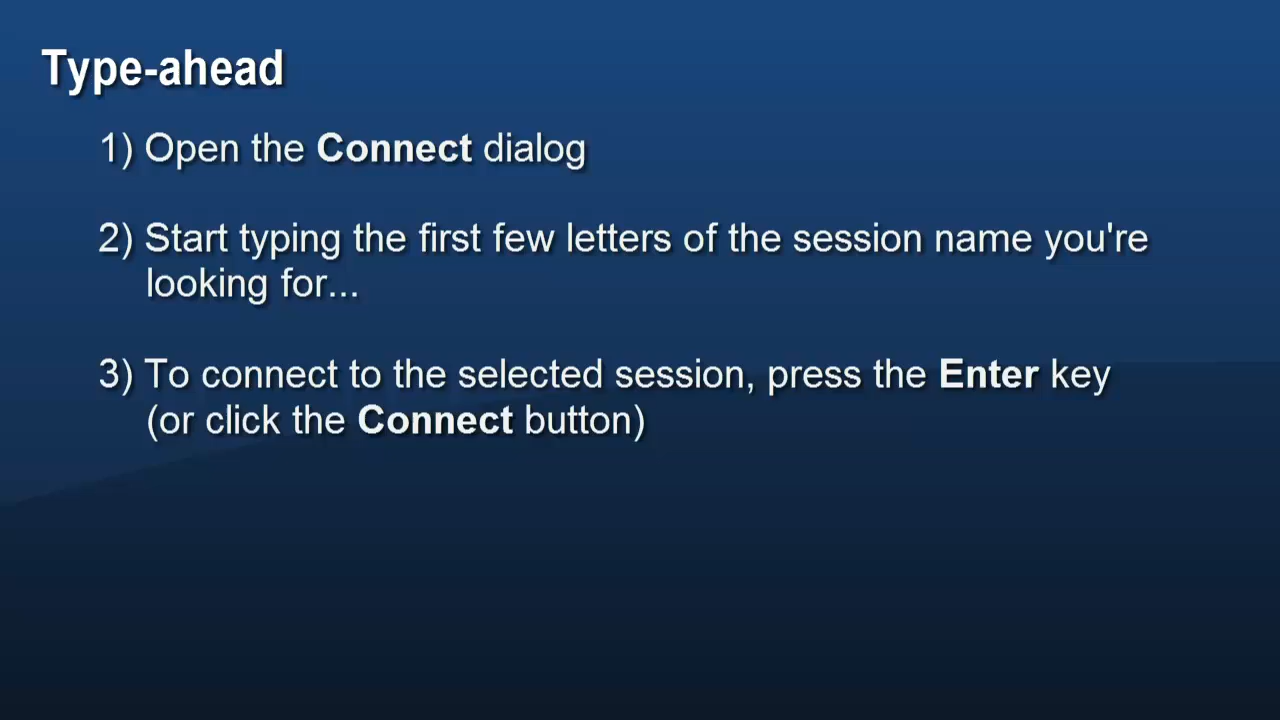 Type-ahead
1) Open the Connect dialog
2) Start typing the first few letters of the session name you're
looking for...
3) To connect to the selected session, press the Enter key
(or click the Connect button)